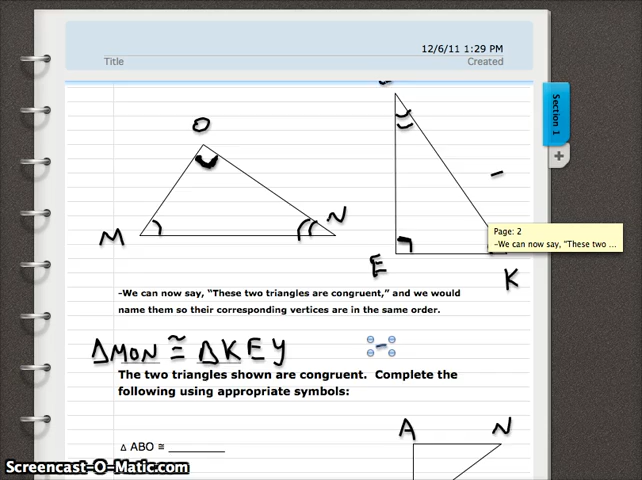 12/6/11 1:29 PM
Title
Created
Section 1
+
O
M
N
E
K
Page: 2
-We can now say, "These two ...
-We can now say, "These two triangles are congruent," and we would
name them so their corresponding vertices are in the same order.
△MON ≅ △KEY
The two triangles shown are congruent. Complete the
following using appropriate symbols:
△ ABO ≅ ________
A
N
Screencast-O-Matic.com